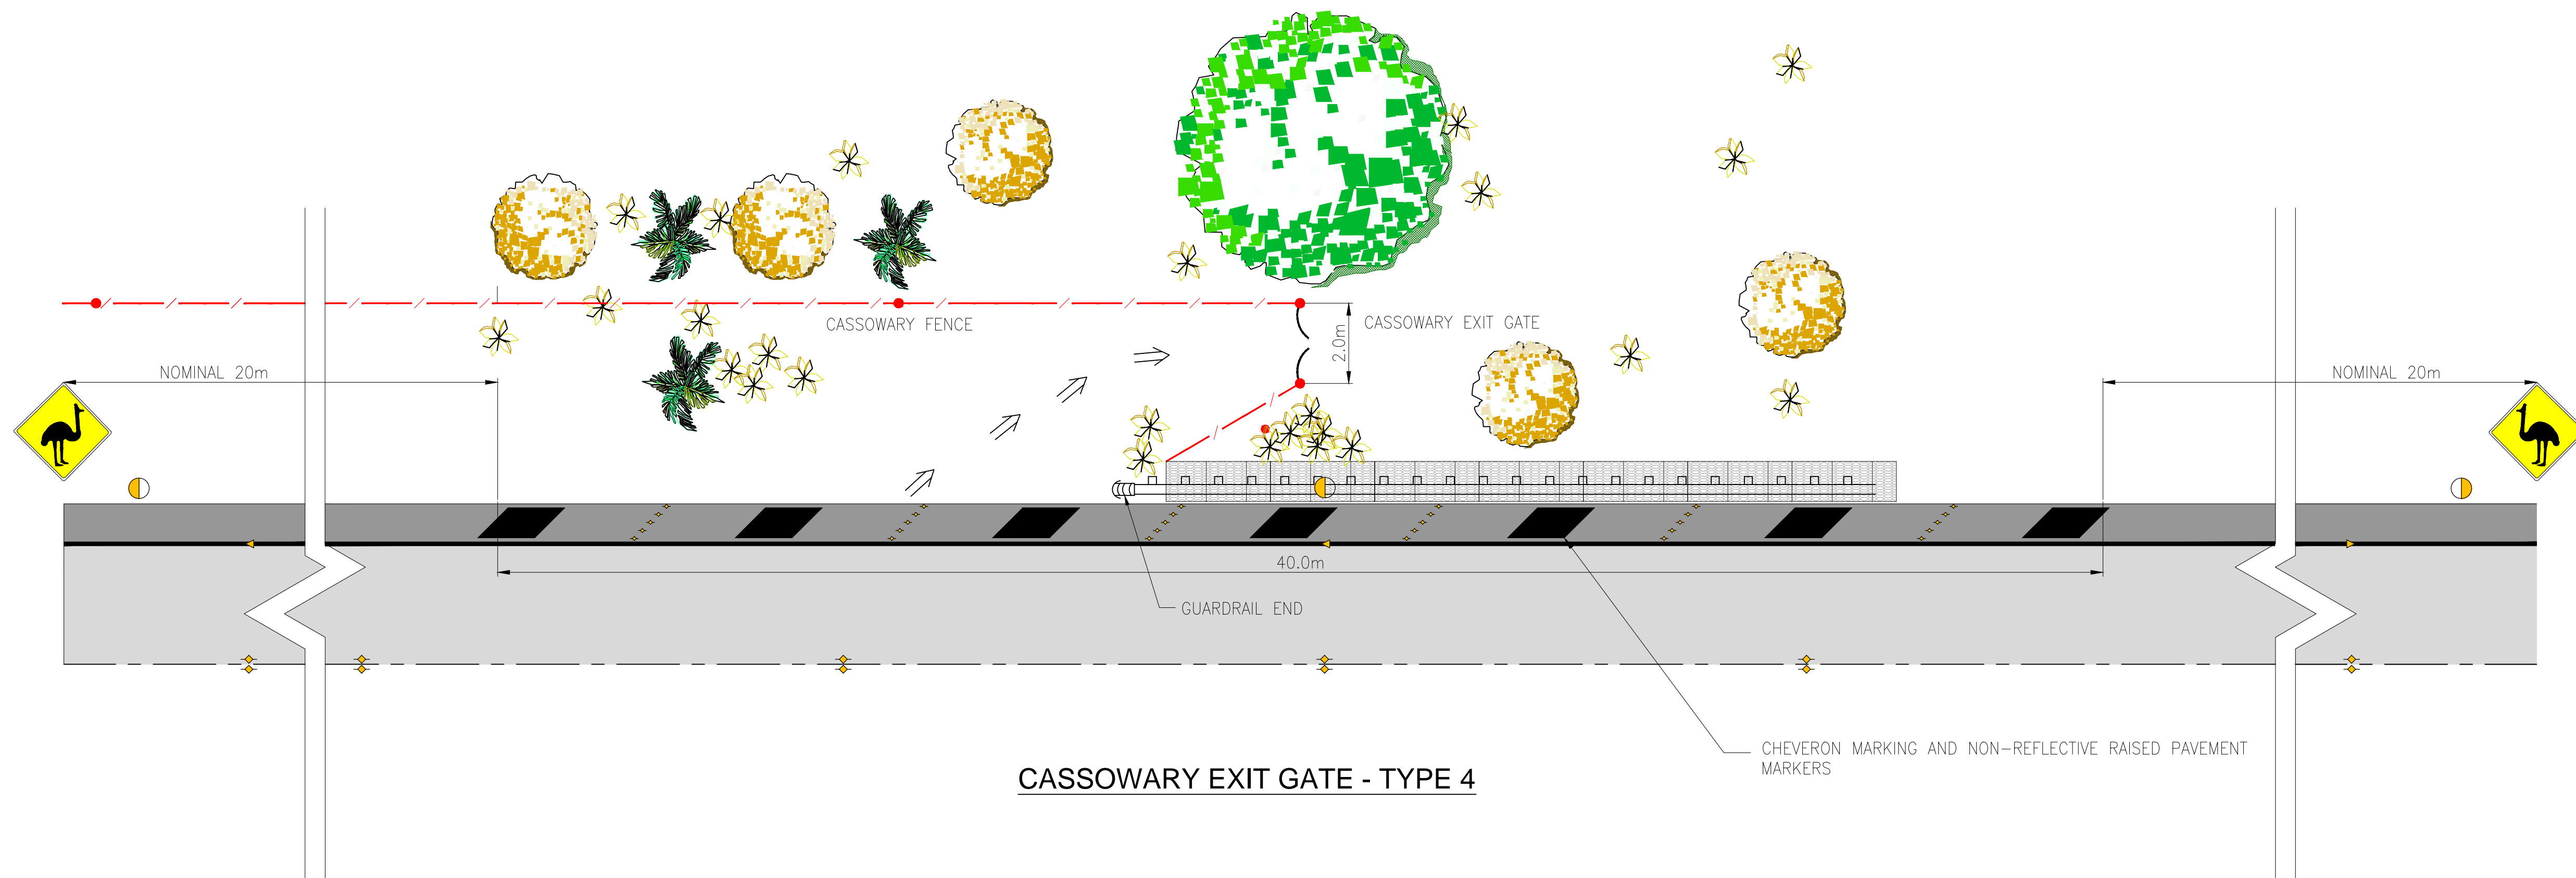 CASSOWARY FENCE
CASSOWARY EXIT GATE
2.0m
NOMINAL 20m
NOMINAL 20m
40.0m
GUARDRAIL END
CHEVERON MARKING AND NON-REFLECTIVE RAISED PAVEMENT
MARKERS
CASSOWARY EXIT GATE - TYPE 4